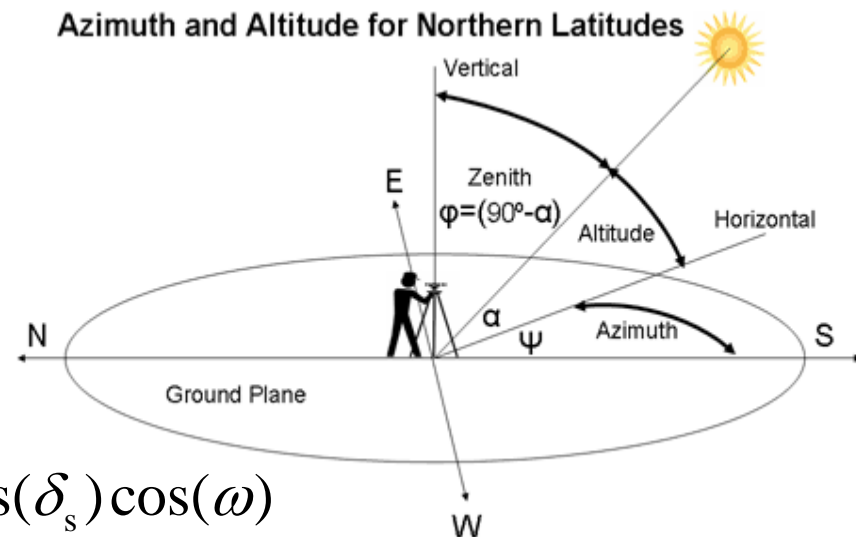 Azimuth and Altitude for Northern Latitudes
Vertical
E
Zenith
φ=(90º-α)
Altitude
Horizontal
α
Ψ
Azimuth
N
S
Ground Plane
W
s(δₛ)cos(ω)